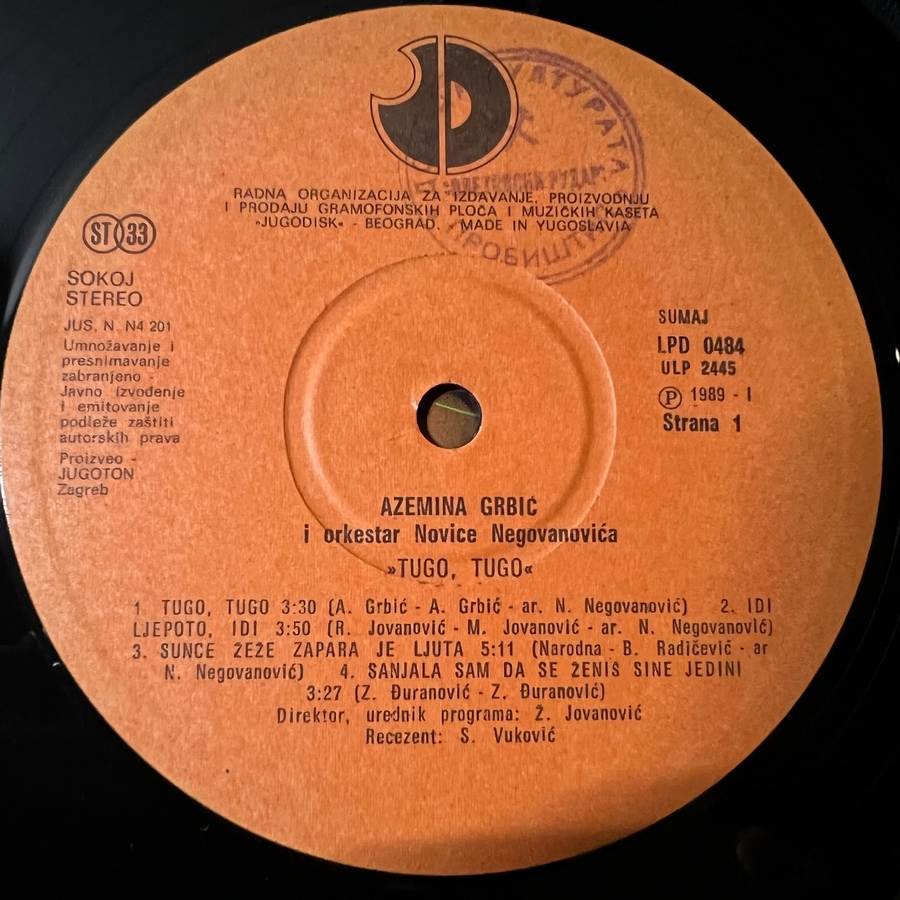 JD
RADNA ORGANIZACIJA ZA IZDAVANJE, PROIZVODNJU
I PRODAJU GRAMOFONSKIH PLOČA I MUZIČKIH KASETA
»JUGODISK« - BEOGRAD. - MADE IN YUGOSLAVIA
ST 33
SOKOJ
STEREO
JUS. N. N4 201
Umnožavanje i
presnimavanje
zabranjeno -
Javno izvođenje
i emitovanje
podleže zaštiti
autorskih prava
Proizveo -
JUGOTON
Zagreb
SUMAJ
LPD 0484
ULP 2445
Ⓟ 1989 - I
Strana 1
AZEMINA GRBIĆ
i orkestar Novice Negovanovića
»TUGO, TUGO«
1 TUGO, TUGO 3:30 (A. Grbić - A. Grbić - ar. N. Negovanović) 2. IDI
LJEPOTO, IDI 3:50 (R. Jovanović - M. Jovanović - ar. N. Negovanović)
3. SUNCE ŽEŽE ZAPARA JE LJUTA 5:11 (Narodna - B. Radičević - ar
N. Negovanović) 4. SANJALA SAM DA SE ŽENIŠ SINE JEDINI
3:27 (Z. Đuranović - Z. Đuranović)
Direktor, urednik programa: Ž. Jovanović
Recezent: S. Vuković